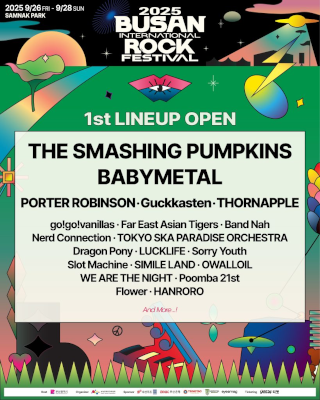 2025 9/26 FRI - 9/28 SUN
SAMNAK PARK
2025
BUSAN
INTERNATIONAL
ROCK
FESTIVAL
1st LINEUP OPEN
THE SMASHING PUMPKINS
BABYMETAL
PORTER ROBINSON · Guckkasten · THORNAPPLE
go!go!vanillas · Far East Asian Tigers · Band Nah
Nerd Connection · TOKYO SKA PARADISE ORCHESTRA
Dragon Pony · LUCKLIFE · Sorry Youth
Slot Machine · SIMILE LAND · OWALLOIL
WE ARE THE NIGHT · Poomba 21st
Flower · HANRORO
And More...!